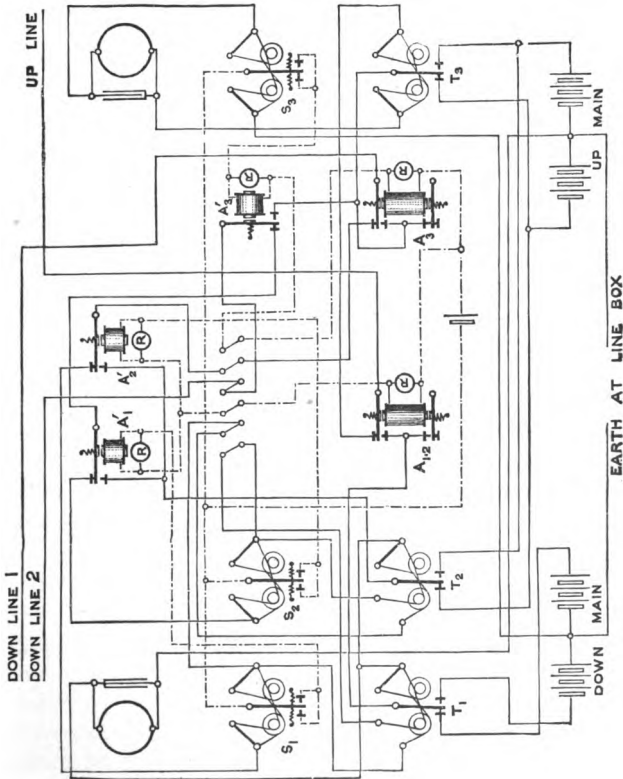 UP LINE
DOWN LINE 1
DOWN LINE 2
S3
T3
A'3
R
A3
R
A'2
R
A'1
R
A1.2
R
S2
T2
S1
T1
MAIN
UP
MAIN
DOWN
EARTH AT LINE BOX